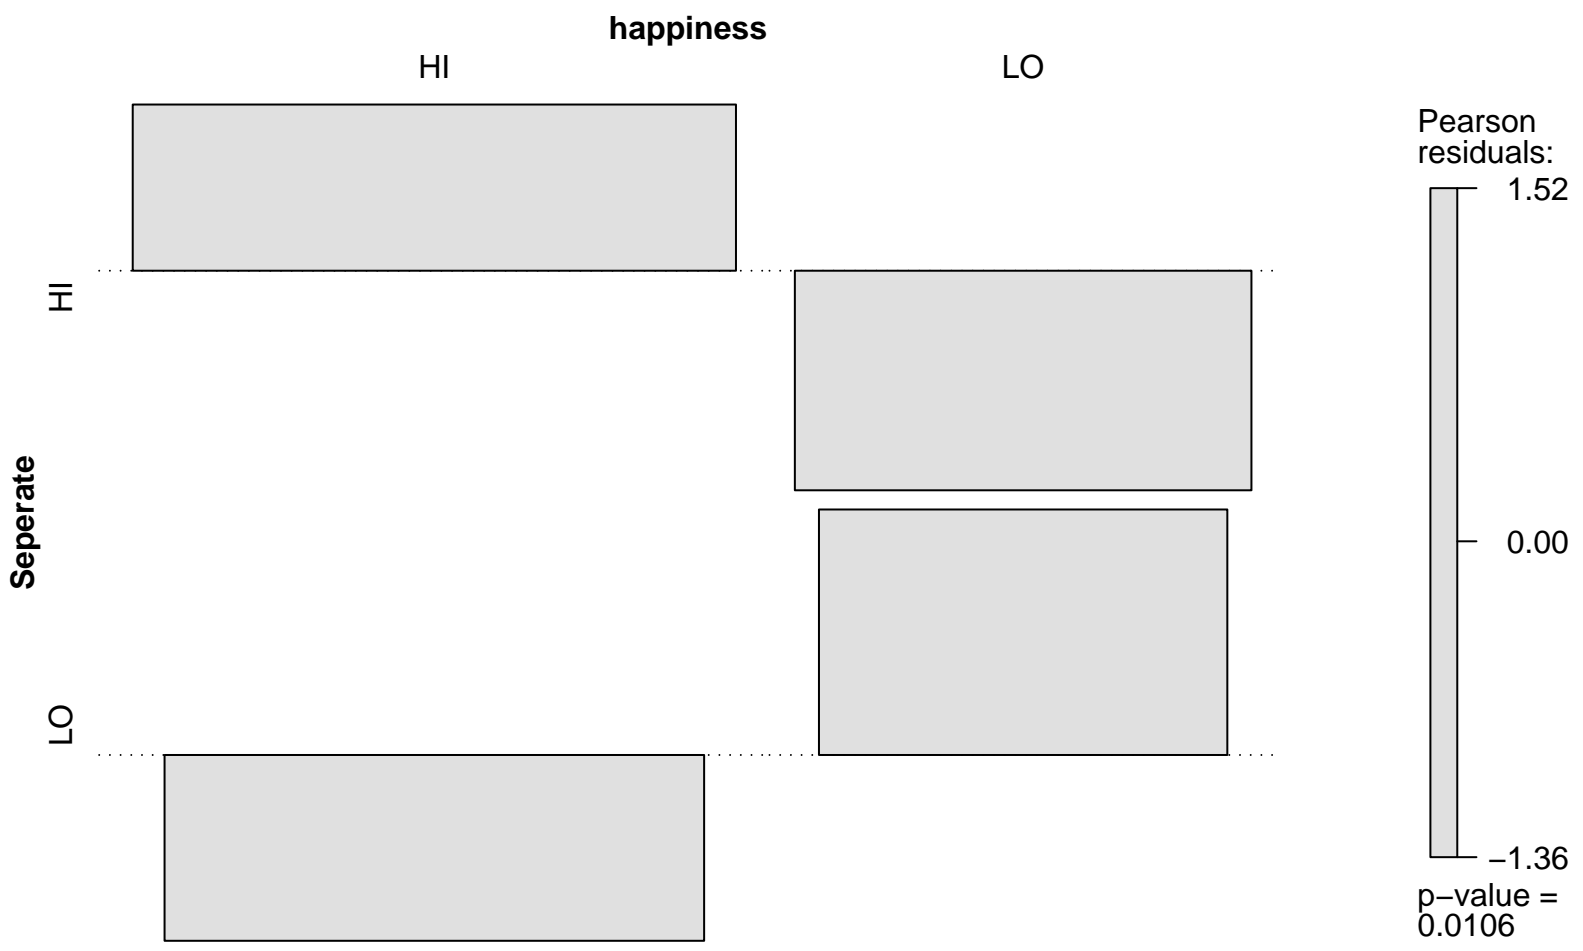 happiness
HI
LO
Seperate
HI
LO
Pearson
residuals:
1.52
0.00
−1.36
p−value =
0.0106